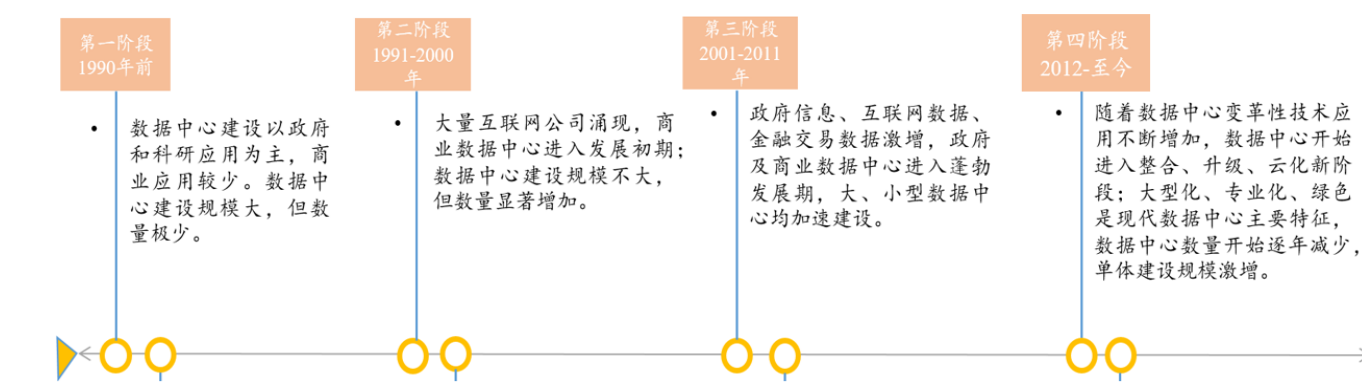 第一阶段
1990年前
• 数据中心建设以政府
和科研应用为主，商
业应用较少。数据中
心建设规模大，但数
量极少。
第二阶段
1991-2000
年
• 大量互联网公司涌现，商
业数据中心进入发展初期；
数据中心建设规模不大，
但数量显著增加。
第三阶段
2001-2011
年
• 政府信息、互联网数据、
金融交易数据激增，政府
及商业数据中心进入蓬勃
发展期，大、小型数据中
心均加速建设。
第四阶段
2012-至今
• 随着数据中心变革性技术应
用不断增加，数据中心开始
进入整合、升级、云化新阶
段；大型化、专业化、绿色
是现代数据中心主要特征，
数据中心数量开始逐年减少，
单体建设规模激增。